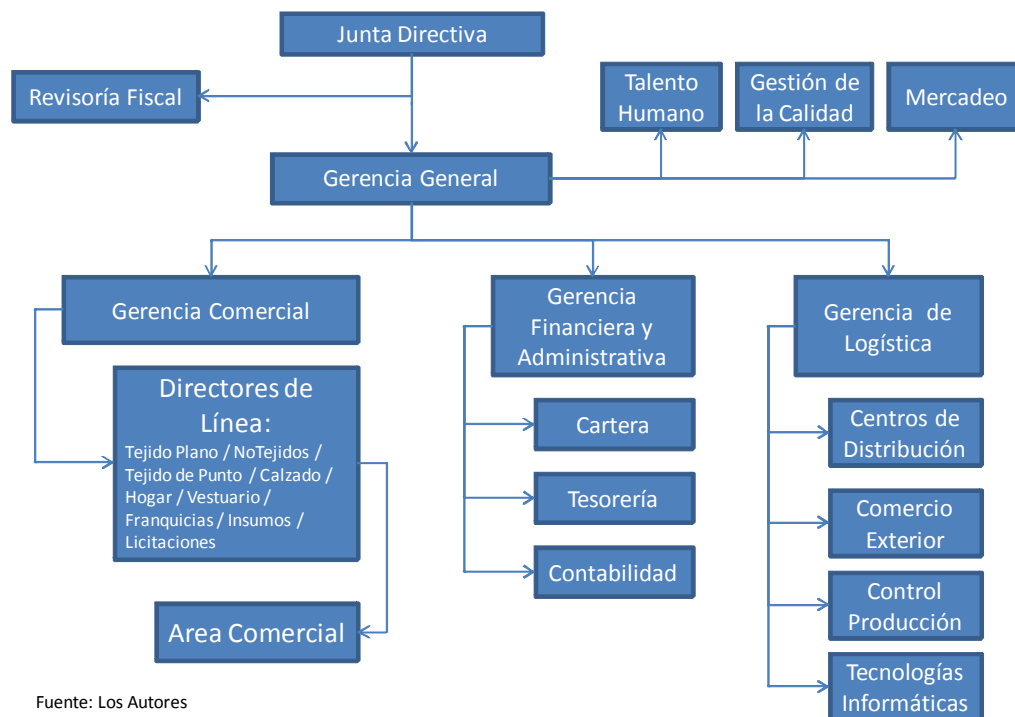 Junta Directiva
Revisoría Fiscal
Talento
Humano
Gestión de
la Calidad
Mercadeo
Gerencia General
Gerencia Comercial
Gerencia
Financiera y
Administrativa
Gerencia de
Logística
Directores de
Línea:
Tejido Plano / NoTejidos /
Tejido de Punto / Calzado /
Hogar / Vestuario /
Franquicias / Insumos /
Licitaciones
Area Comercial
Cartera
Tesorería
Contabilidad
Centros de
Distribución
Comercio
Exterior
Control
Producción
Tecnologías
Informáticas
Fuente: Los Autores